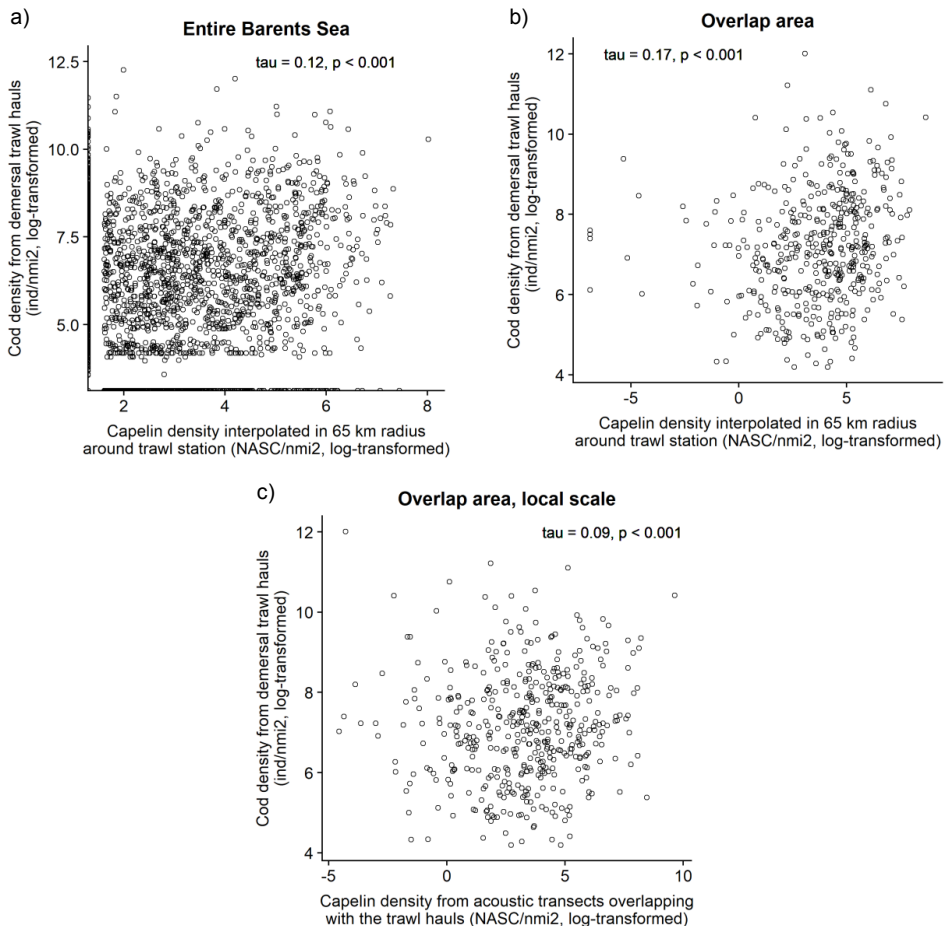 a)
Entire Barents Sea
tau = 0.12, p < 0.001
12.5
10.0
7.5
5.0
Cod density from demersal trawl hauls
(ind/nmi2, log-transformed)
2
4
6
8
Capelin density interpolated in 65 km radius
around trawl station (NASC/nmi2, log-transformed)
b)
Overlap area
tau = 0.17, p < 0.001
12
10
8
6
4
Cod density from demersal trawl hauls
(ind/nmi2, log-transformed)
-5
0
5
Capelin density interpolated in 65 km radius
around trawl station (NASC/nmi2, log-transformed)
c)
Overlap area, local scale
tau = 0.09, p < 0.001
12
10
8
6
4
Cod density from demersal trawl hauls
(ind/nmi2, log-transformed)
-5
0
5
10
Capelin density from acoustic transects overlapping
with the trawl hauls (NASC/nmi2, log-transformed)